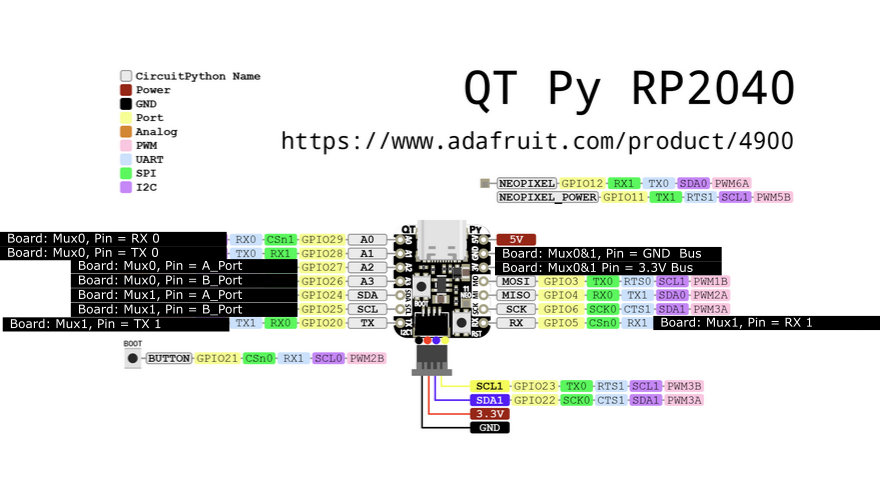 QT Py RP2040
https://www.adafruit.com/product/4900
CircuitPython Name
Power
GND
Port
Analog
PWM
UART
SPI
I2C
NEOPIXEL GPIO12 RX1 TX0 SDA0 PWM6A
NEOPIXEL_POWER GPIO11 TX1 RTS1 SCL1 PWM5B
QT Py
Board: Mux0, Pin = RX 0 RX0 CSn1 GPIO29 A0
5V
Board: Mux0, Pin = TX 0 TX0 RX1 GPIO28 A1
Board: Mux0&1, Pin = GND Bus
Board: Mux0, Pin = A_Port GPIO27 A2
Board: Mux0&1 Pin = 3.3V Bus
Board: Mux0, Pin = B_Port GPIO26 A3
MOSI GPIO3 TX0 RTS0 SCL1 PWM1B
Board: Mux1, Pin = A_Port GPIO24 SDA
MISO GPIO4 RX0 TX1 SDA0 PWM2A
Board: Mux1, Pin = B_Port GPIO25 SCL
SCK GPIO6 SCK0 CTS1 SDA1 PWM3A
Board: Mux1, Pin = TX 1 TX1 RX0 GPIO20 TX
RX GPIO5 CSn0 RX1 Board: Mux1, Pin = RX 1
BOOT
RST
I2C1
BOOT
BUTTON GPIO21 CSn0 RX1 SCL0 PWM2B
SCL1 GPIO23 TX0 RTS1 SCL1 PWM3B
SDA1 GPIO22 SCK0 CTS1 SDA1 PWM3A
3.3V
GND